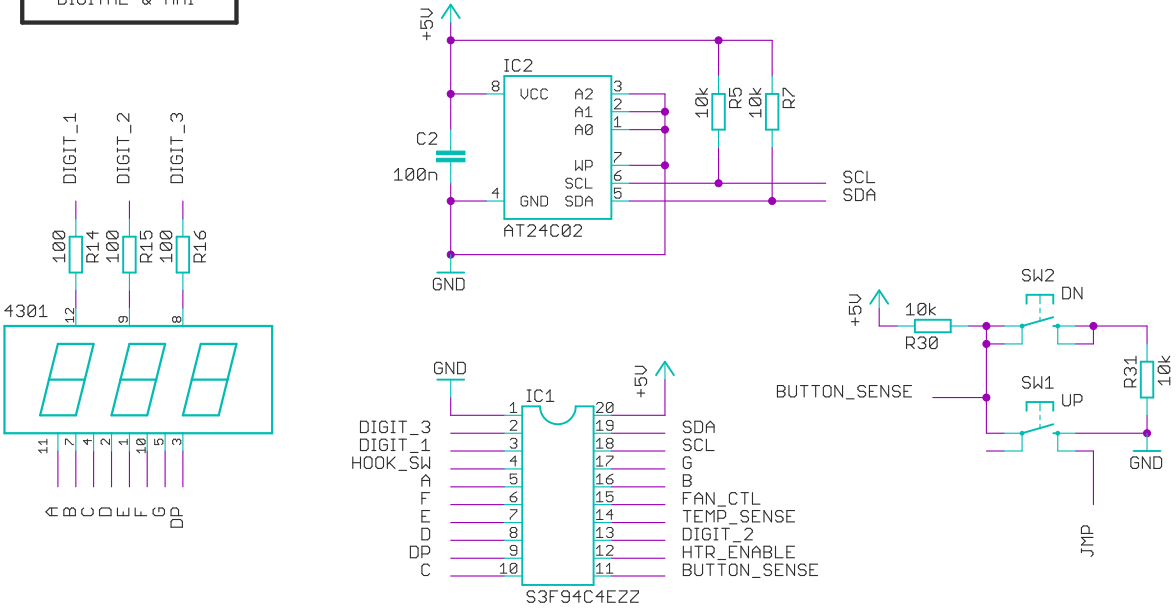 DIGITAL & HMI
+5V
IC2
8
VCC
A2
3
A1
2
A0
1
WP
7
SCL
6
4
GND
SDA
5
AT24C02
C2
100n
GND
10k
R5
10k
R7
SCL
SDA
DIGIT_1
DIGIT_2
DIGIT_3
100
R14
100
R15
100
R16
4301
12
9
8
11
7
4
2
1
10
5
3
A
B
C
D
E
F
G
DP
GND
+5V
IC1
1
20
DIGIT_3
2
19
SDA
DIGIT_1
3
18
SCL
HOOK_SW
4
17
G
A
5
16
B
F
6
15
FAN_CTL
E
7
14
TEMP_SENSE
D
8
13
DIGIT_2
DP
9
12
HTR_ENABLE
C
10
11
BUTTON_SENSE
S3F94C4EZZ
+5V
10k
R30
SW2
DN
BUTTON_SENSE
SW1
UP
R31
10k
GND
JMP